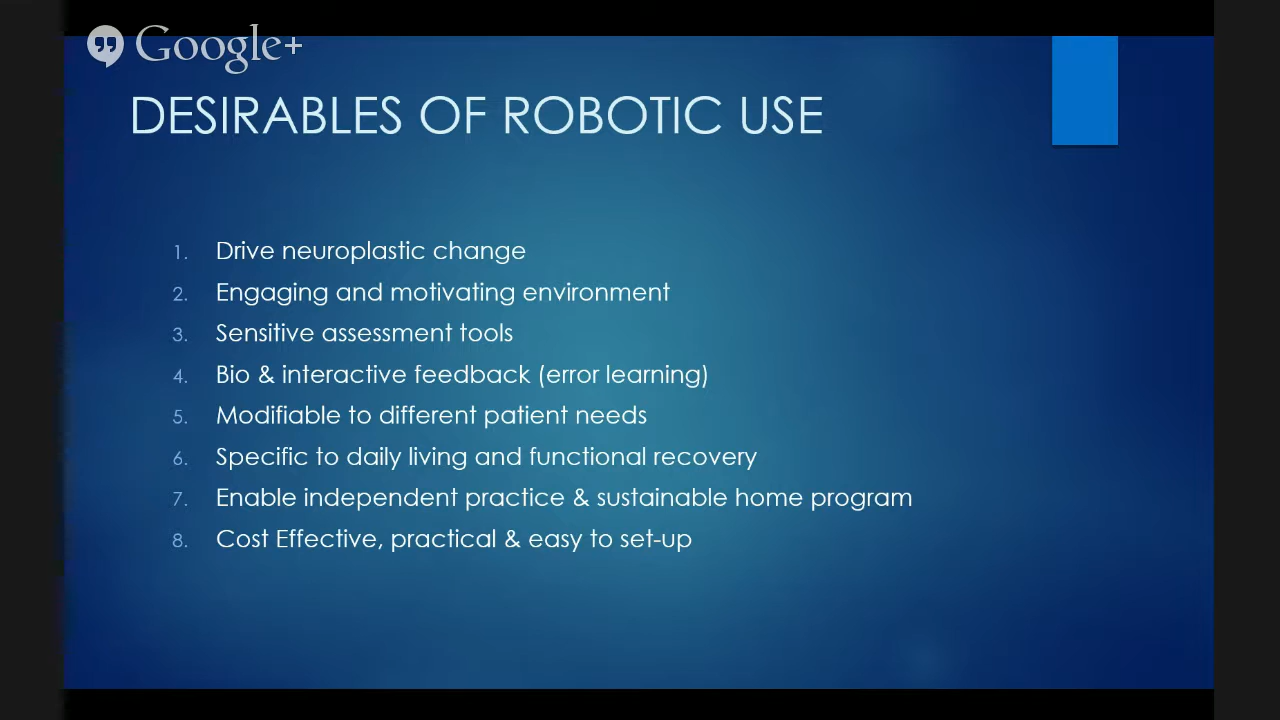 Google+
DESIRABLES OF ROBOTIC USE
1. Drive neuroplastic change
2. Engaging and motivating environment
3. Sensitive assessment tools
4. Bio & interactive feedback (error learning)
5. Modifiable to different patient needs
6. Specific to daily living and functional recovery
7. Enable independent practice & sustainable home program
8. Cost Effective, practical & easy to set-up